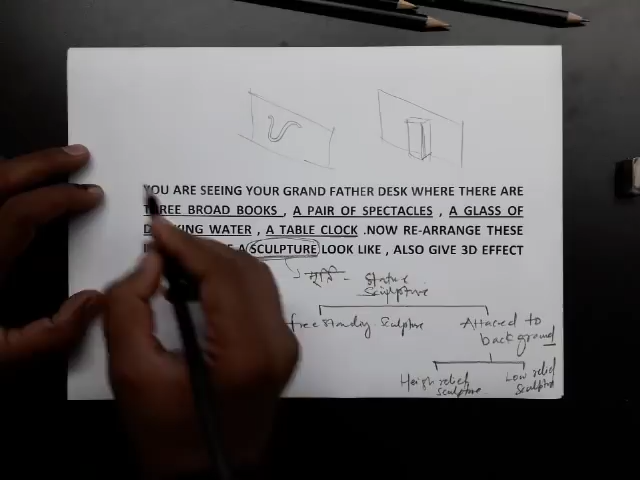 YOU ARE SEEING YOUR GRAND FATHER DESK WHERE THERE ARE
THREE BROAD BOOKS , A PAIR OF SPECTACLES , A GLASS OF
DRINKING WATER , A TABLE CLOCK .NOW RE-ARRANGE THESE
A SCULPTURE LOOK LIKE , ALSO GIVE 3D EFFECT
मूर्ति - Statue
Sculpture
free standing Sculpture
Attaced to
background
Heigh relief
sculpture
Low relief
Sculpture